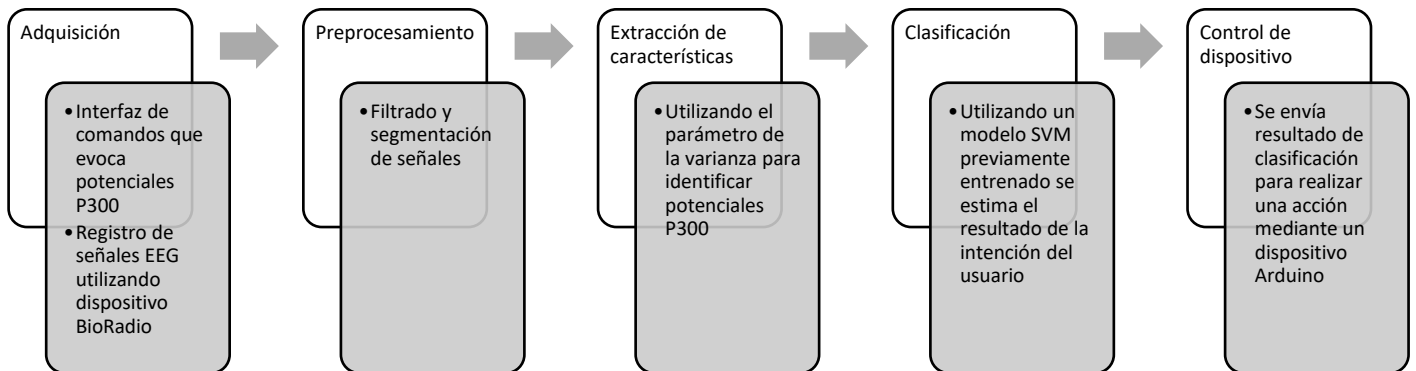 Adquisición
•Interfaz de
comandos que
evoca
potenciales
P300
•Registro de
señales EEG
utilizando
dispositivo
BioRadio
Preprocesamiento
•Filtrado y
segmentación
de señales
Extracción de
características
•Utilizando el
parámetro de
la varianza para
identificar
potenciales
P300
Clasificación
•Utilizando un
modelo SVM
previamente
entrenado se
estima el
resultado de la
intención del
usuario
Control de
dispositivo
•Se envía
resultado de
clasificación
para realizar
una acción
mediante un
dispositivo
Arduino